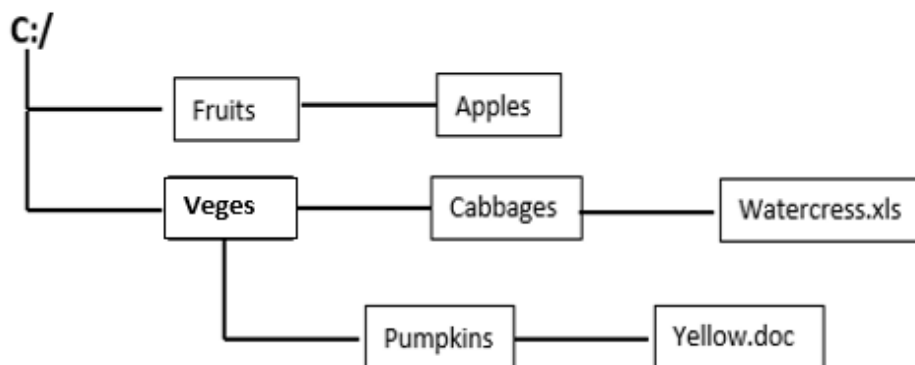 C:/
Fruits
Apples
Veges
Cabbages
Watercress.xls
Pumpkins
Yellow.doc